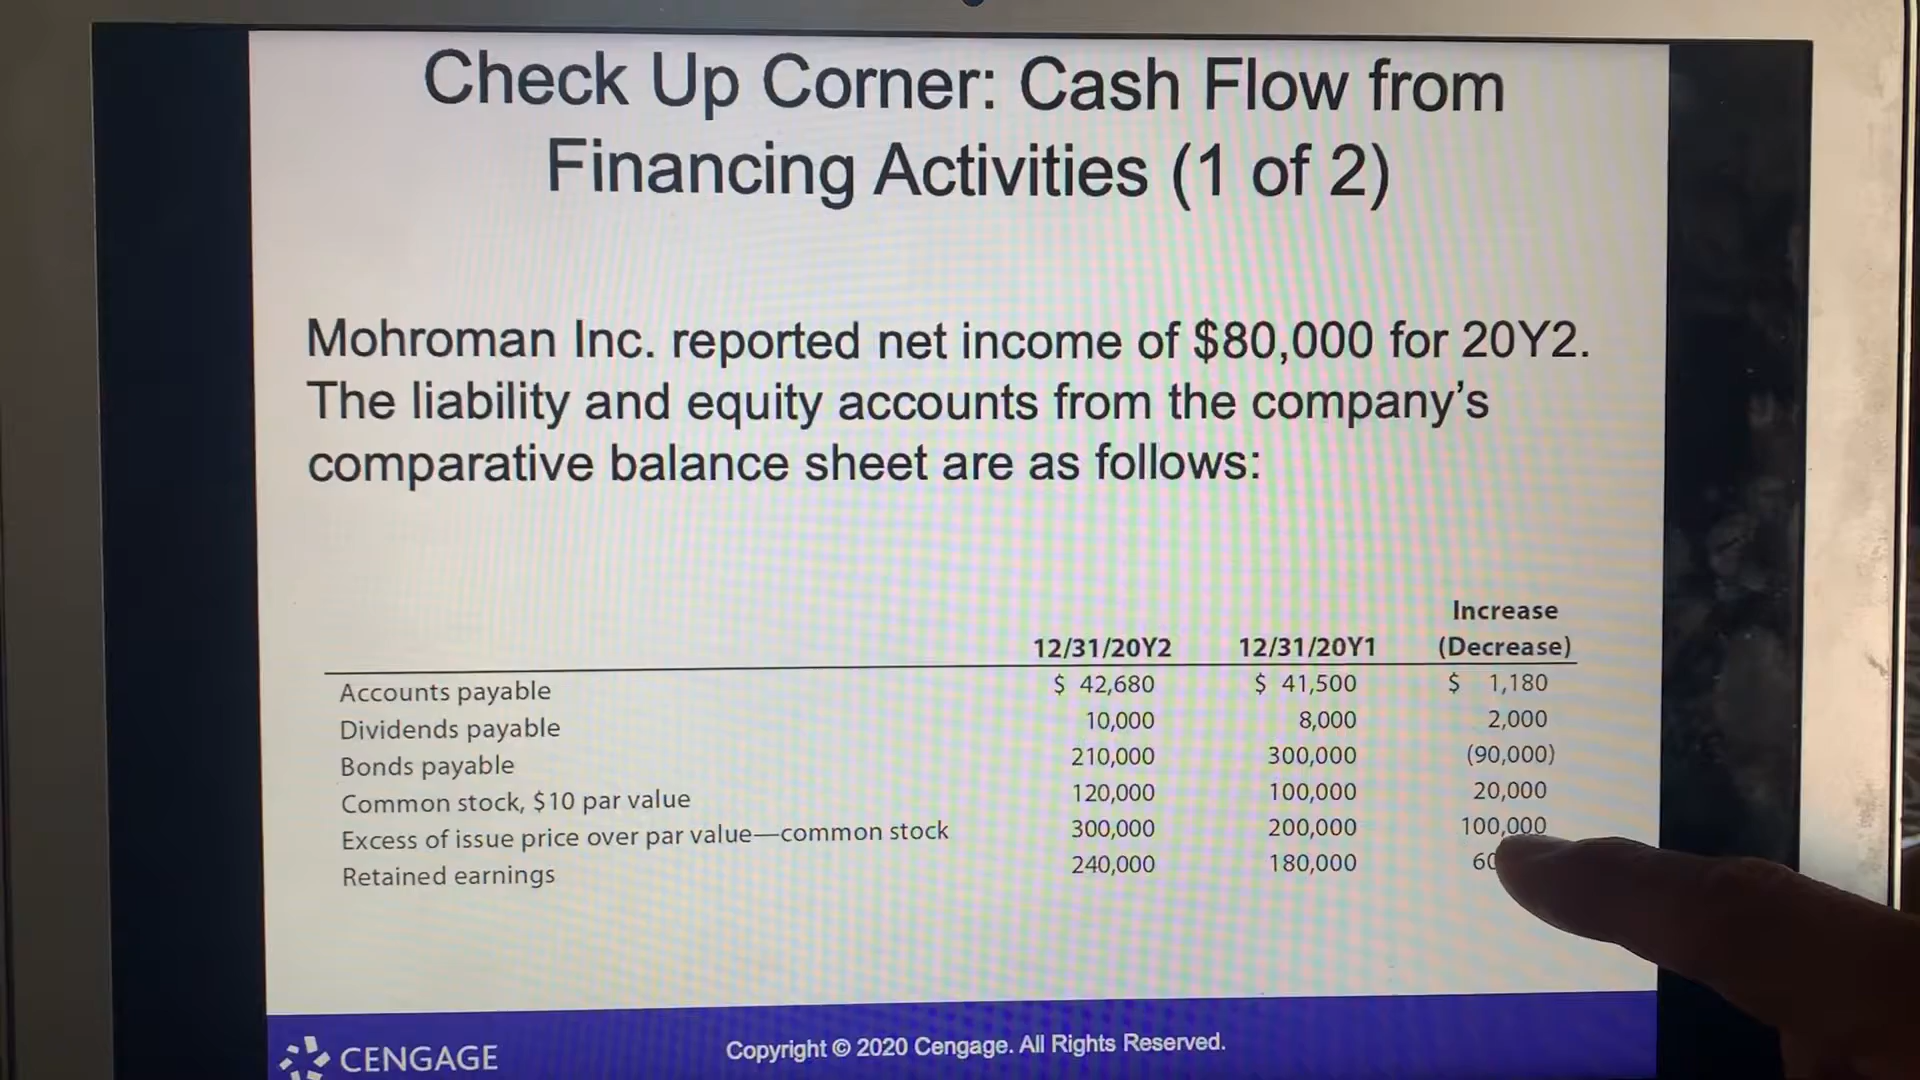 Check Up Corner: Cash Flow from
Financing Activities (1 of 2)
Mohroman Inc. reported net income of $80,000 for 20Y2.
The liability and equity accounts from the company's
comparative balance sheet are as follows:
Increase
12/31/20Y2 12/31/20Y1 (Decrease)
Accounts payable $ 42,680 $ 41,500 $ 1,180
Dividends payable 10,000 8,000 2,000
Bonds payable 210,000 300,000 (90,000)
Common stock, $10 par value 120,000 100,000 20,000
Excess of issue price over par value—common stock 300,000 200,000 100,000
Retained earnings 240,000 180,000
CENGAGE Copyright © 2020 Cengage. All Rights Reserved.